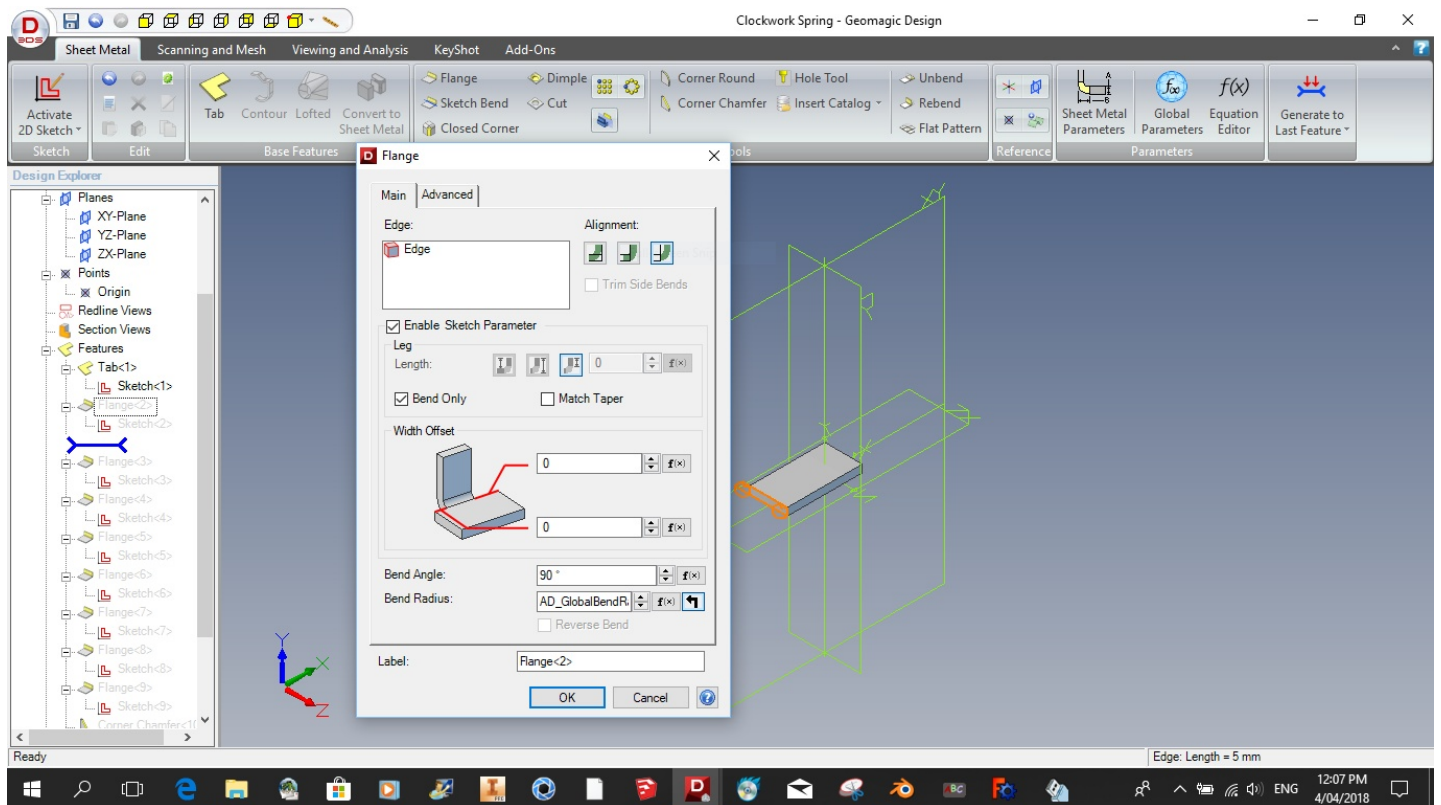 Clockwork Spring - Geomagic Design
D
3DS
Sheet Metal Scanning and Mesh Viewing and Analysis KeyShot Add-Ons
Activate
2D Sketch
Sketch
Edit
Tab
Contour
Lofted
Convert to
Sheet Metal
Base Features
Flange
Sketch Bend
Closed Corner
Dimple
Cut
Corner Round
Corner Chamfer
Hole Tool
Insert Catalog
Unbend
Rebend
Flat Pattern
ools
Reference
Sheet Metal
Parameters
Global
Parameters
f(x)
Equation
Editor
Parameters
Generate to
Last Feature
Design Explorer
Planes
XY-Plane
YZ-Plane
ZX-Plane
Points
Origin
Redline Views
Section Views
Features
Tab<1>
Sketch<1>
Flange<2>
Sketch<2>
Flange<3>
Sketch<3>
Flange<4>
Sketch<4>
Flange<5>
Sketch<5>
Flange<6>
Sketch<6>
Flange<7>
Sketch<7>
Flange<8>
Sketch<8>
Flange<9>
Sketch<9>
Corner Chamfer<10
D Flange
Main Advanced
Edge: Alignment:
Edge
Trim Side Bends
Enable Sketch Parameter
Leg
Length: 0 f(x)
Bend Only Match Taper
Width Offset
0 f(x)
0 f(x)
Bend Angle: 90 ° f(x)
Bend Radius: AD_GlobalBendR f(x)
Reverse Bend
Label: Flange<2>
OK Cancel
Y
X
Z
Ready Edge: Length = 5 mm
ENG 12:07 PM
4/04/2018